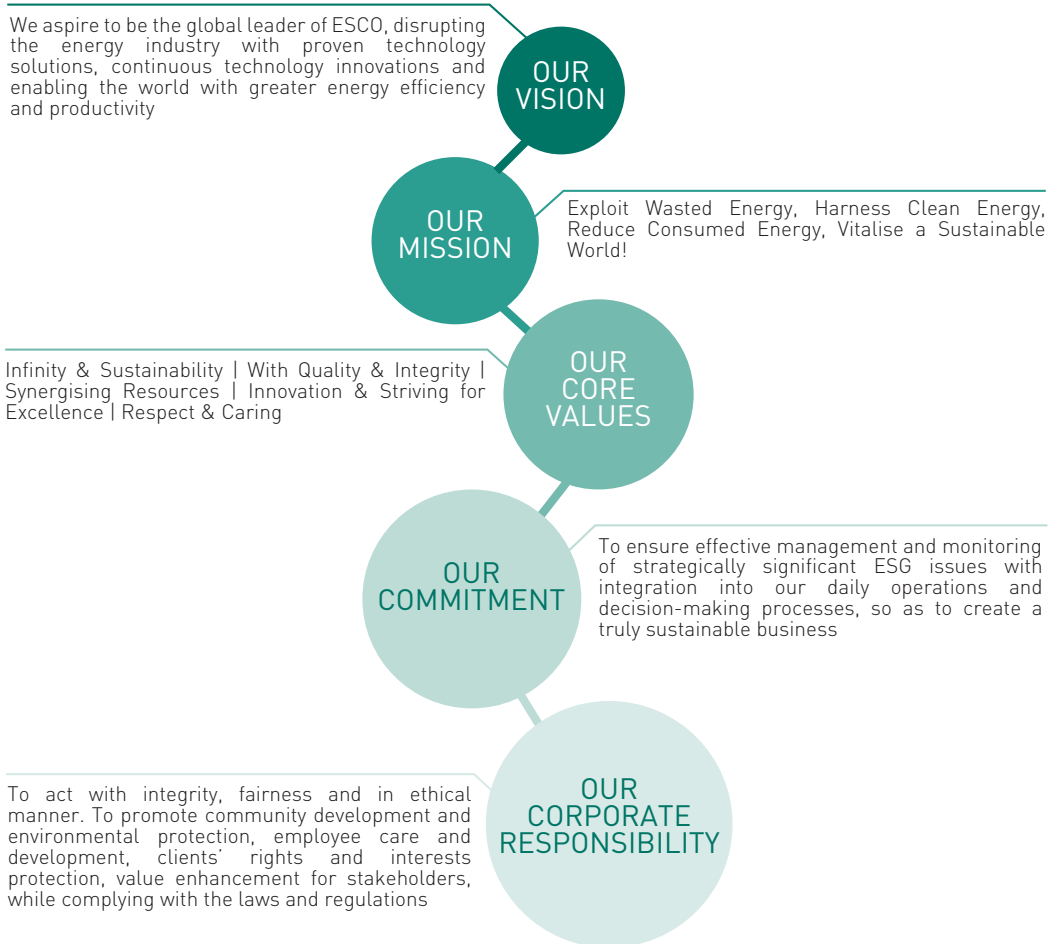 We aspire to be the global leader of ESCO, disrupting
the energy industry with proven technology
solutions, continuous technology innovations and
enabling the world with greater energy efficiency
and productivity
OUR
VISION
OUR
MISSION
Exploit Wasted Energy, Harness Clean Energy,
Reduce Consumed Energy, Vitalise a Sustainable
World!
Infinity & Sustainability | With Quality & Integrity |
Synergising Resources | Innovation & Striving for
Excellence | Respect & Caring
OUR
CORE
VALUES
OUR
COMMITMENT
To ensure effective management and monitoring
of strategically significant ESG issues with
integration into our daily operations and
decision-making processes, so as to create a
truly sustainable business
To act with integrity, fairness and in ethical
manner. To promote community development and
environmental protection, employee care and
development, clients’ rights and interests
protection, value enhancement for stakeholders,
while complying with the laws and regulations
OUR
CORPORATE
RESPONSIBILITY